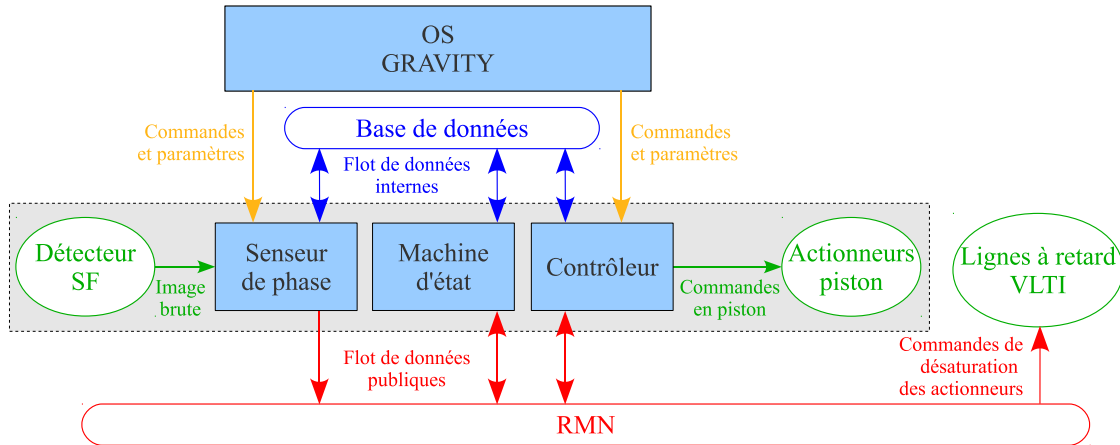 OS
GRAVITY
Commandes
et paramètres
Base de données
Commandes
et paramètres
Flot de données
internes
Détecteur
SF
Image
brute
Senseur
de phase
Machine
d'état
Contrôleur
Commandes
en piston
Actionneurs
piston
Lignes à retard
VLTI
Flot de données
publiques
Commandes de
désaturation
des actionneurs
RMN